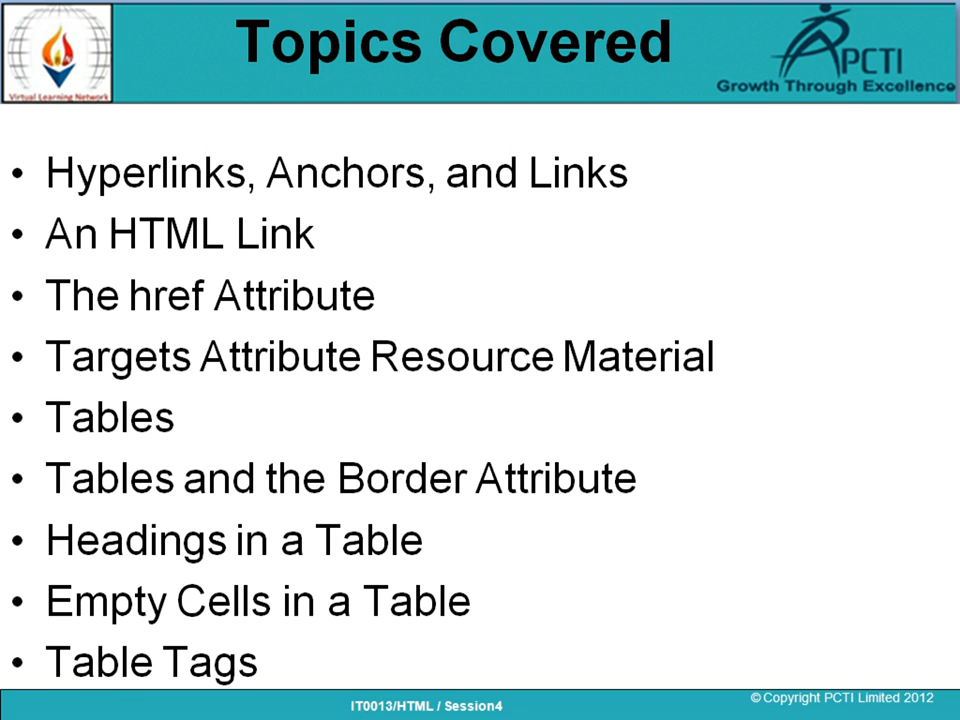 Topics Covered
Virtual Learning Network
APCTI
Growth Through Excellence
• Hyperlinks, Anchors, and Links
• An HTML Link
• The href Attribute
• Targets Attribute Resource Material
• Tables
• Tables and the Border Attribute
• Headings in a Table
• Empty Cells in a Table
• Table Tags
IT0013/HTML / Session4
© Copyright PCTI Limited 2012